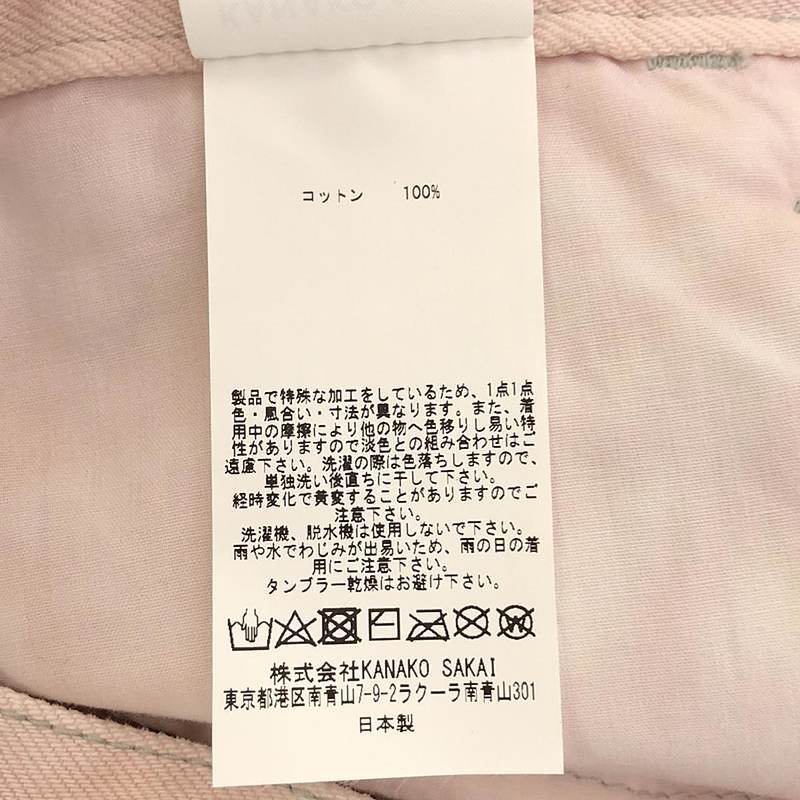 KANAKO
コットン 100%
製品で特殊な加工をしているため、1点1点
色・風合い・寸法が異なります。また、着
用中の摩擦により他の物へ色移りし易い特
性がありますので淡色との組み合わせはご
遠慮下さい。洗濯の際は色落ちしますので、
単独洗い後直ちに干して下さい。
経時変化で黄変することがありますのでご
注意下さい。
洗濯機、脱水機は使用しないで下さい。
雨や水でわじみが出易いため、雨の日の着
用にご注意下さい。
タンブラー乾燥はお避け下さい。
株式会社KANAKO SAKAI
東京都港区南青山7-9-2ラクーラ南青山301
日本製